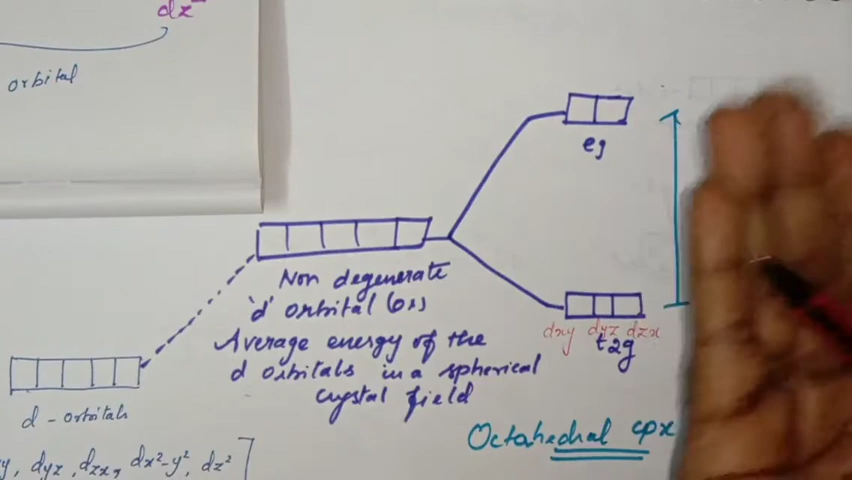 dz²
orbital
eg
Non degenerate
'd' orbital (or)
Average energy of the
d orbitals in a spherical
crystal field
dxy dyz dzx
t2g
d - orbitals
Octahedral cpx
y, dyz, dzx, dx²-y², dz² ]